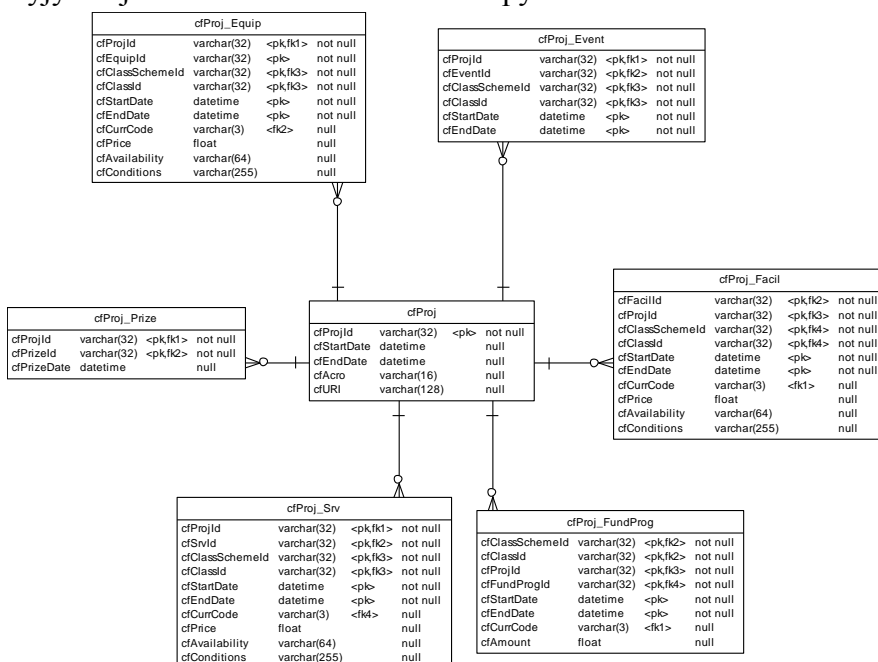 cfProj_Equip
cfProjId varchar(32) <pk,fk1> not null
cfEquipId varchar(32) <pk> not null
cfClassSchemeId varchar(32) <pk,fk3> not null
cfClassId varchar(32) <pk,fk3> not null
cfStartDate datetime <pk> not null
cfEndDate datetime <pk> not null
cfCurrCode varchar(3) <fk2> null
cfPrice float null
cfAvailability varchar(64) null
cfConditions varchar(255) null
cfProj_Event
cfProjId varchar(32) <pk,fk1> not null
cfEventId varchar(32) <pk,fk2> not null
cfClassSchemeId varchar(32) <pk,fk3> not null
cfClassId varchar(32) <pk,fk3> not null
cfStartDate datetime <pk> not null
cfEndDate datetime <pk> not null
cfProj_Prize
cfProjId varchar(32) <pk,fk1> not null
cfPrizeId varchar(32) <pk,fk2> not null
cfPrizeDate datetime null
cfProj
cfProjId varchar(32) <pk> not null
cfStartDate datetime null
cfEndDate datetime null
cfAcro varchar(16) null
cfURI varchar(128) null
cfProj_Facil
cfFacilId varchar(32) <pk,fk2> not null
cfProjId varchar(32) <pk,fk3> not null
cfClassSchemeId varchar(32) <pk,fk4> not null
cfClassId varchar(32) <pk,fk4> not null
cfStartDate datetime <pk> not null
cfEndDate datetime <pk> not null
cfCurrCode varchar(3) <fk1> null
cfPrice float null
cfAvailability varchar(64) null
cfConditions varchar(255) null
cfProj_Srv
cfProjId varchar(32) <pk,fk1> not null
cfSrvId varchar(32) <pk,fk2> not null
cfClassSchemeId varchar(32) <pk,fk3> not null
cfClassId varchar(32) <pk,fk3> not null
cfStartDate datetime <pk> not null
cfEndDate datetime <pk> not null
cfCurrCode varchar(3) <fk4> null
cfPrice float null
cfAvailability varchar(64) null
cfConditions varchar(255) null
cfProj_FundProg
cfClassSchemeId varchar(32) <pk,fk2> not null
cfClassId varchar(32) <pk,fk2> not null
cfProjId varchar(32) <pk,fk3> not null
cfFundProgId varchar(32) <pk,fk4> not null
cfStartDate datetime <pk> not null
cfEndDate datetime <pk> not null
cfCurrCode varchar(3) <fk1> null
cfAmount float null